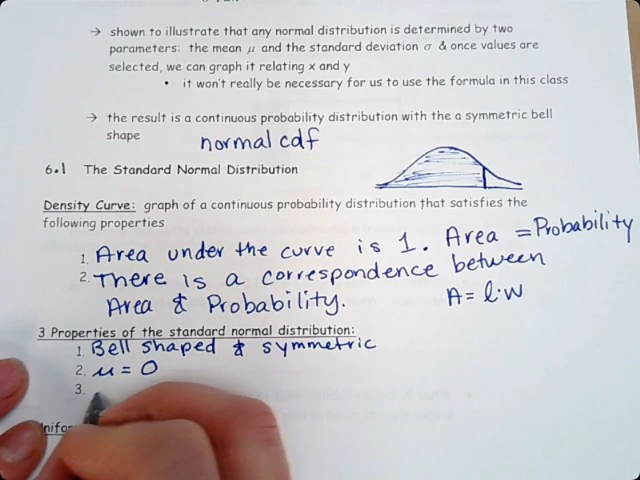 → shown to illustrate that any normal distribution is determined by two
parameters: the mean μ and the standard deviation σ & once values are
selected, we can graph it relating x and y
• it won't really be necessary for us to use the formula in this class
→ the result is a continuous probability distribution with the a symmetric bell
shape normal cdf
6.1 The Standard Normal Distribution
Density Curve: graph of a continuous probability distribution that satisfies the
following properties
1. Area under the curve is 1. Area = Probability
2. There is a correspondence between
Area & Probability. A = l·w
3 Properties of the standard normal distribution:
1. Bell shaped & symmetric
2. μ = 0
3.